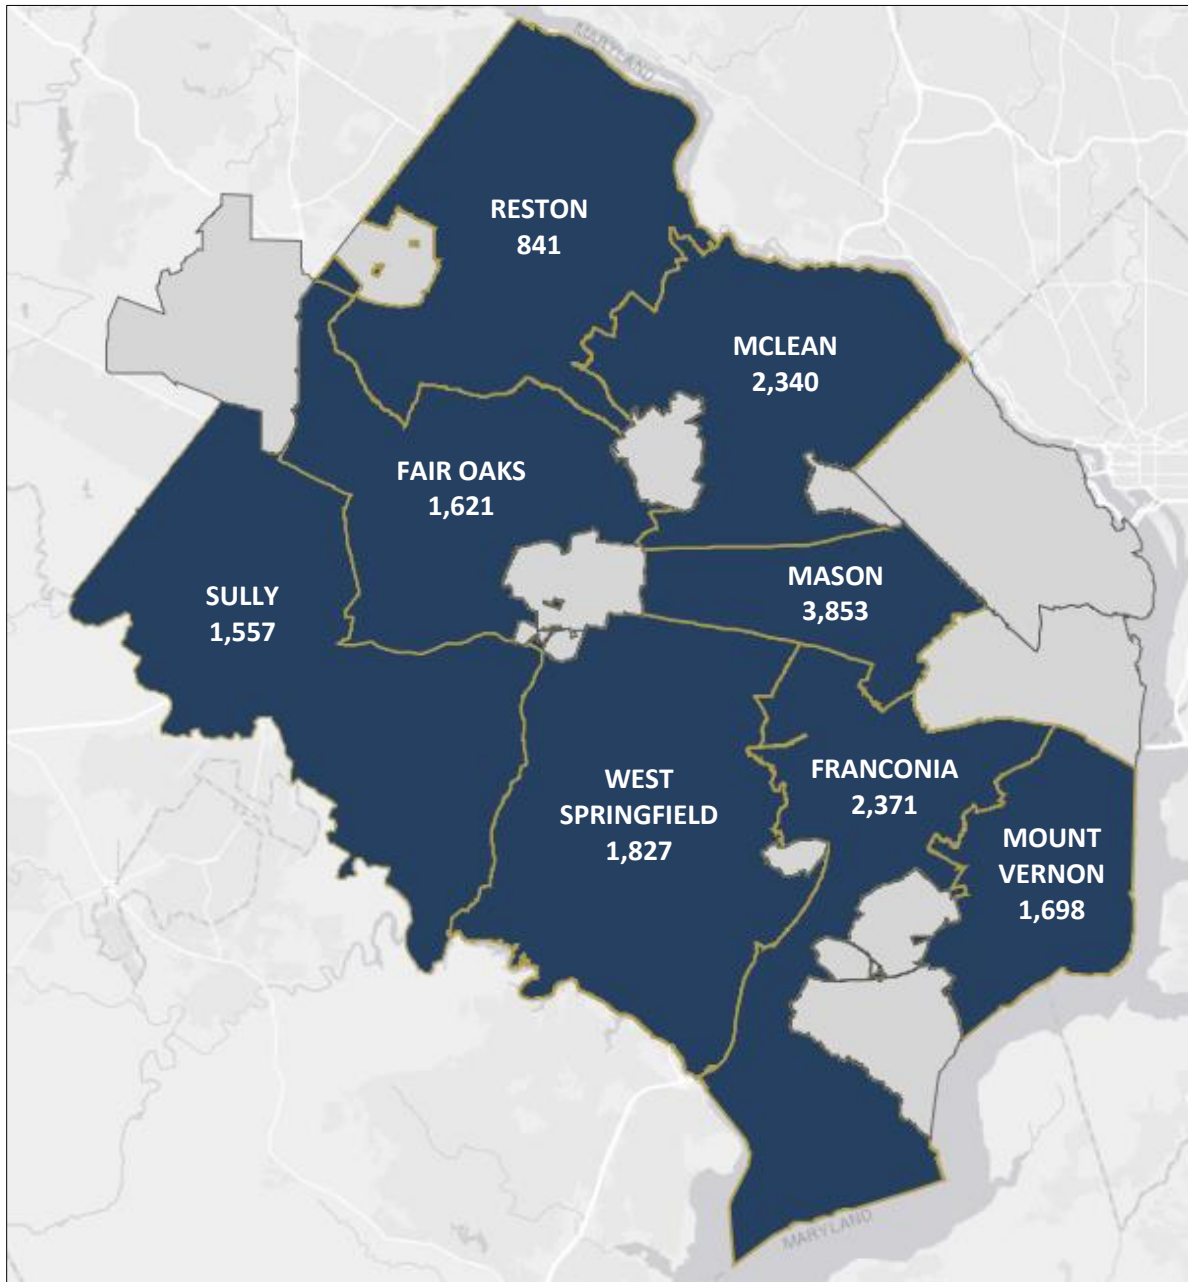 MARYLAND
RESTON
841
MCLEAN
2,340
FAIR OAKS
1,621
MASON
3,853
SULLY
1,557
WEST
SPRINGFIELD
1,827
FRANCONIA
2,371
MOUNT
VERNON
1,698
MARYLAND